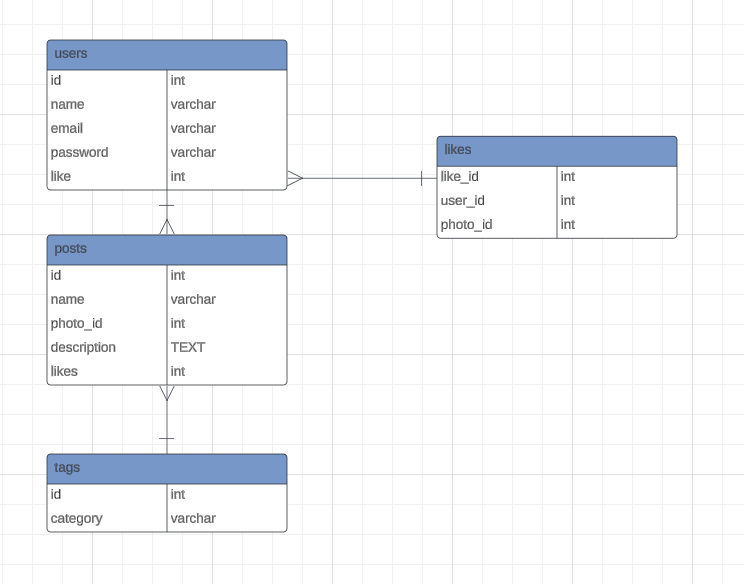 users
id int
name varchar
email varchar
password varchar
like int
likes
like_id int
user_id int
photo_id int
posts
id int
name varchar
photo_id int
description TEXT
likes int
tags
id int
category varchar